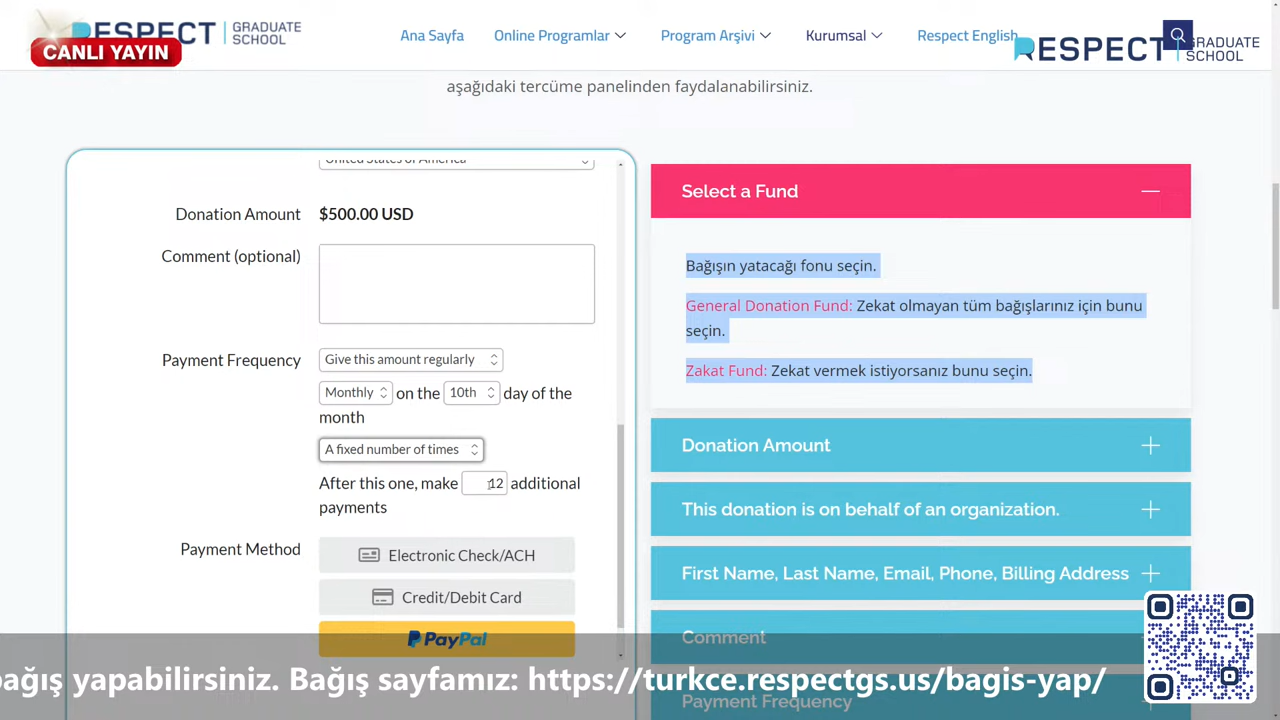 RESPECT GRADUATE SCHOOL
CANLI YAYIN
Ana Sayfa
Online Programlar
Program Arşivi
Kurumsal
Respect English
RESPECT GRADUATE SCHOOL
aşağıdaki tercüme panelinden faydalanabilirsiniz.
United States of America
Donation Amount $500.00 USD
Comment (optional)
Payment Frequency Give this amount regularly
Monthly on the 10th day of the
month
A fixed number of times
After this one, make 12 additional
payments
Payment Method Electronic Check/ACH
Credit/Debit Card
PayPal
Select a Fund
Bağışın yatacağı fonu seçin.
General Donation Fund: Zekat olmayan tüm bağışlarınız için bunu
seçin.
Zakat Fund: Zekat vermek istiyorsanız bunu seçin.
Donation Amount
This donation is on behalf of an organization.
First Name, Last Name, Email, Phone, Billing Address
Comment
Payment Frequency
bağış yapabilirsiniz. Bağış sayfamız: https://turkce.respectgs.us/bagis-yap/